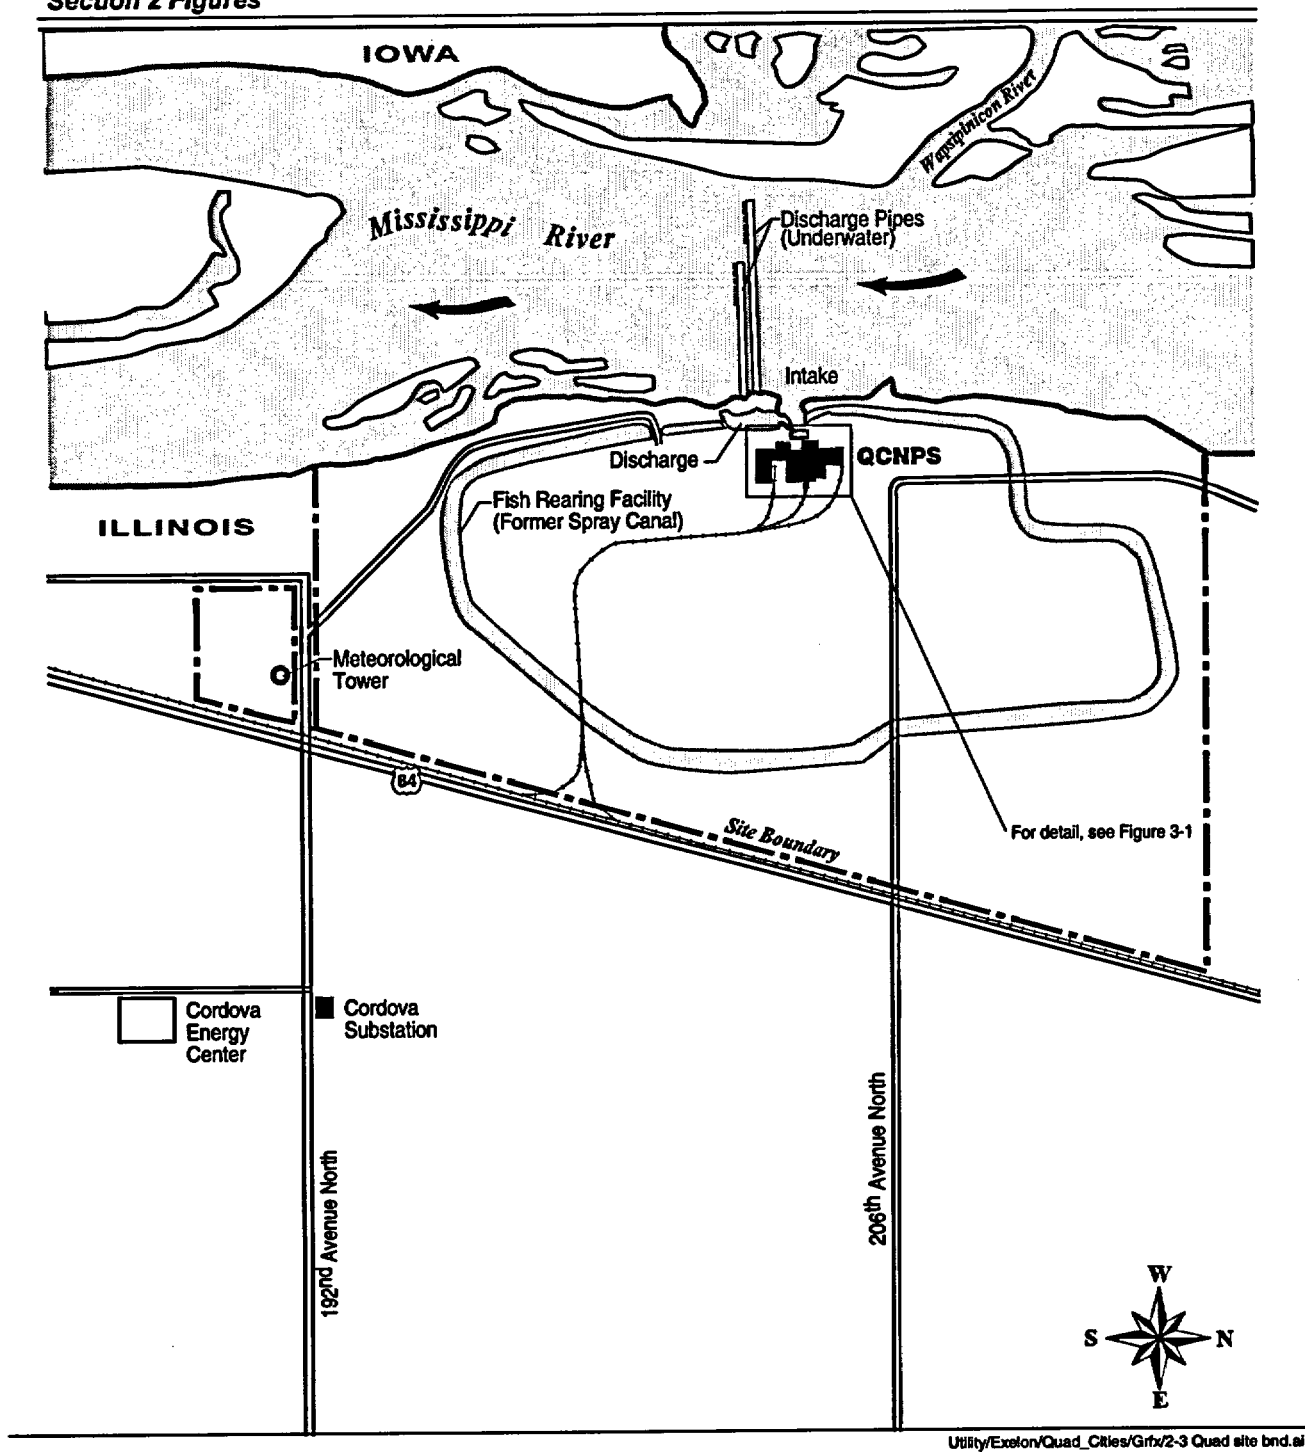 Section 2 Figures
IOWA
Wapsipinicon River
Mississippi River
Discharge Pipes
(Underwater)
Intake
Discharge
QCNPS
Fish Rearing Facility
(Former Spray Canal)
ILLINOIS
Meteorological
Tower
84
Site Boundary
For detail, see Figure 3-1
Cordova
Energy
Center
Cordova
Substation
192nd Avenue North
206th Avenue North
W
S
N
E
Utility/Exelon/Quad_Cities/Grfx/2-3 Quad site bnd.ai